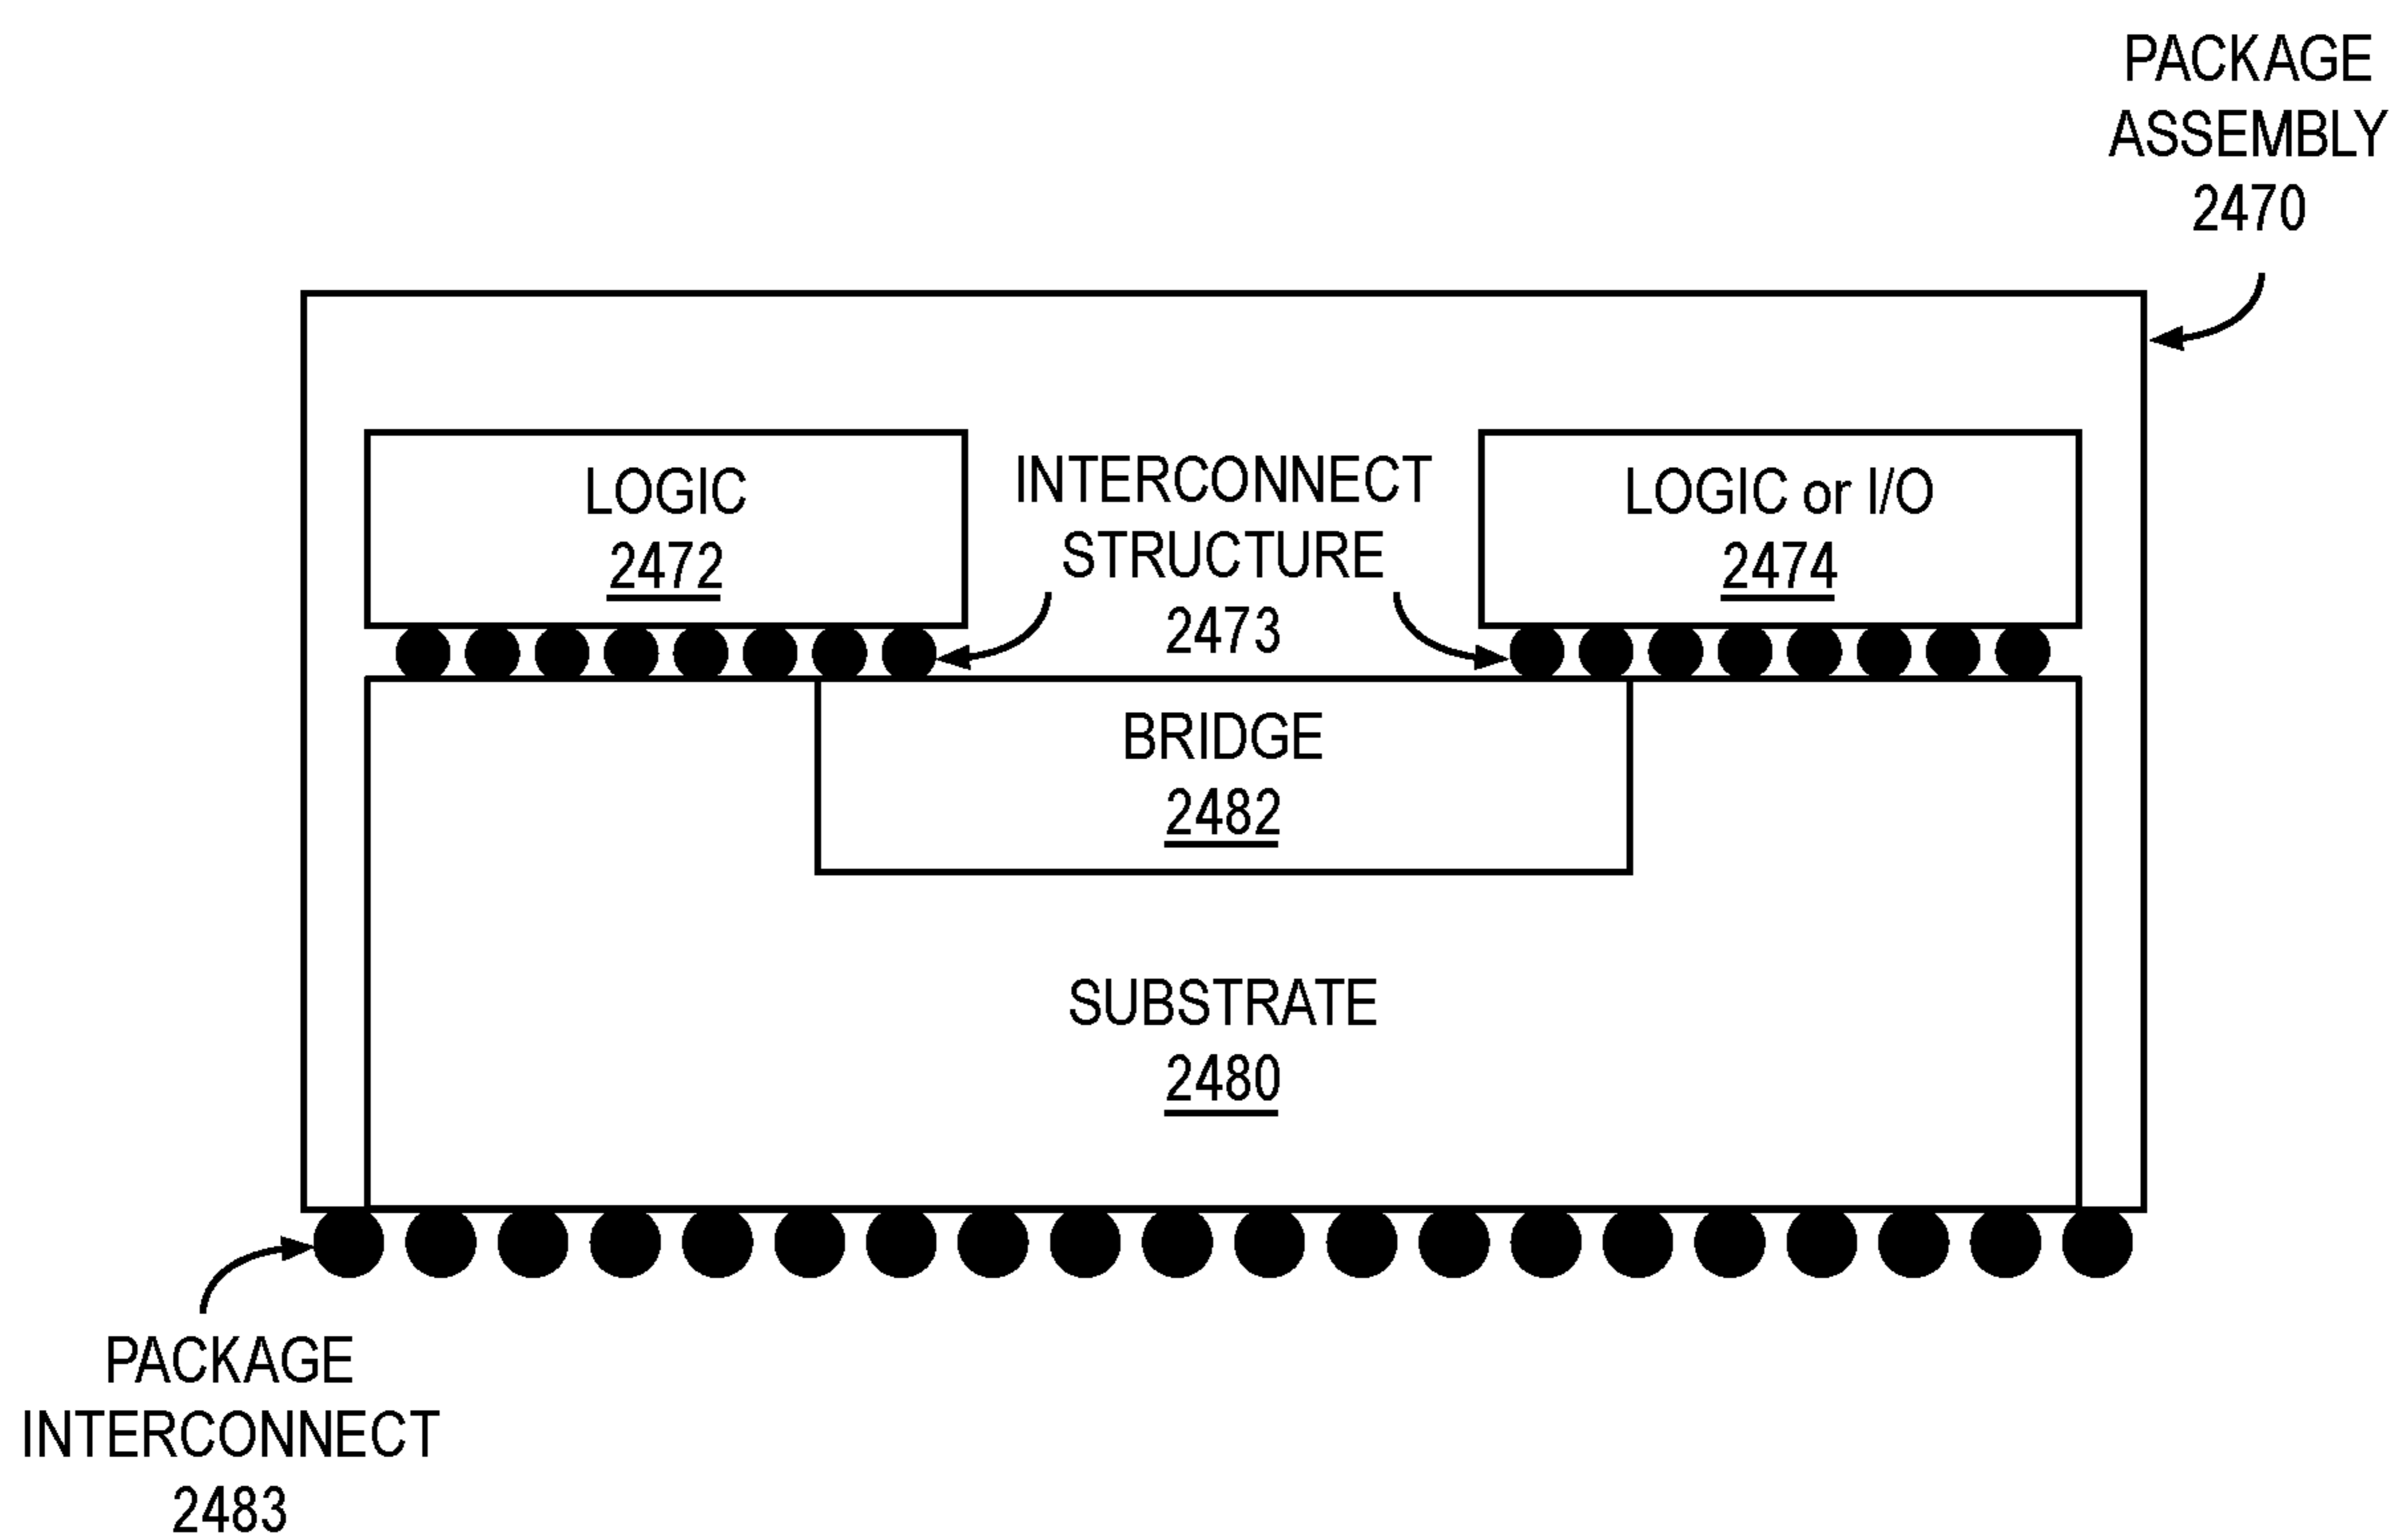 PACKAGE
ASSEMBLY
2470
LOGIC
2472
INTERCONNECT
STRUCTURE
2473
LOGIC or I/O
2474
BRIDGE
2482
SUBSTRATE
2480
PACKAGE
INTERCONNECT
2483